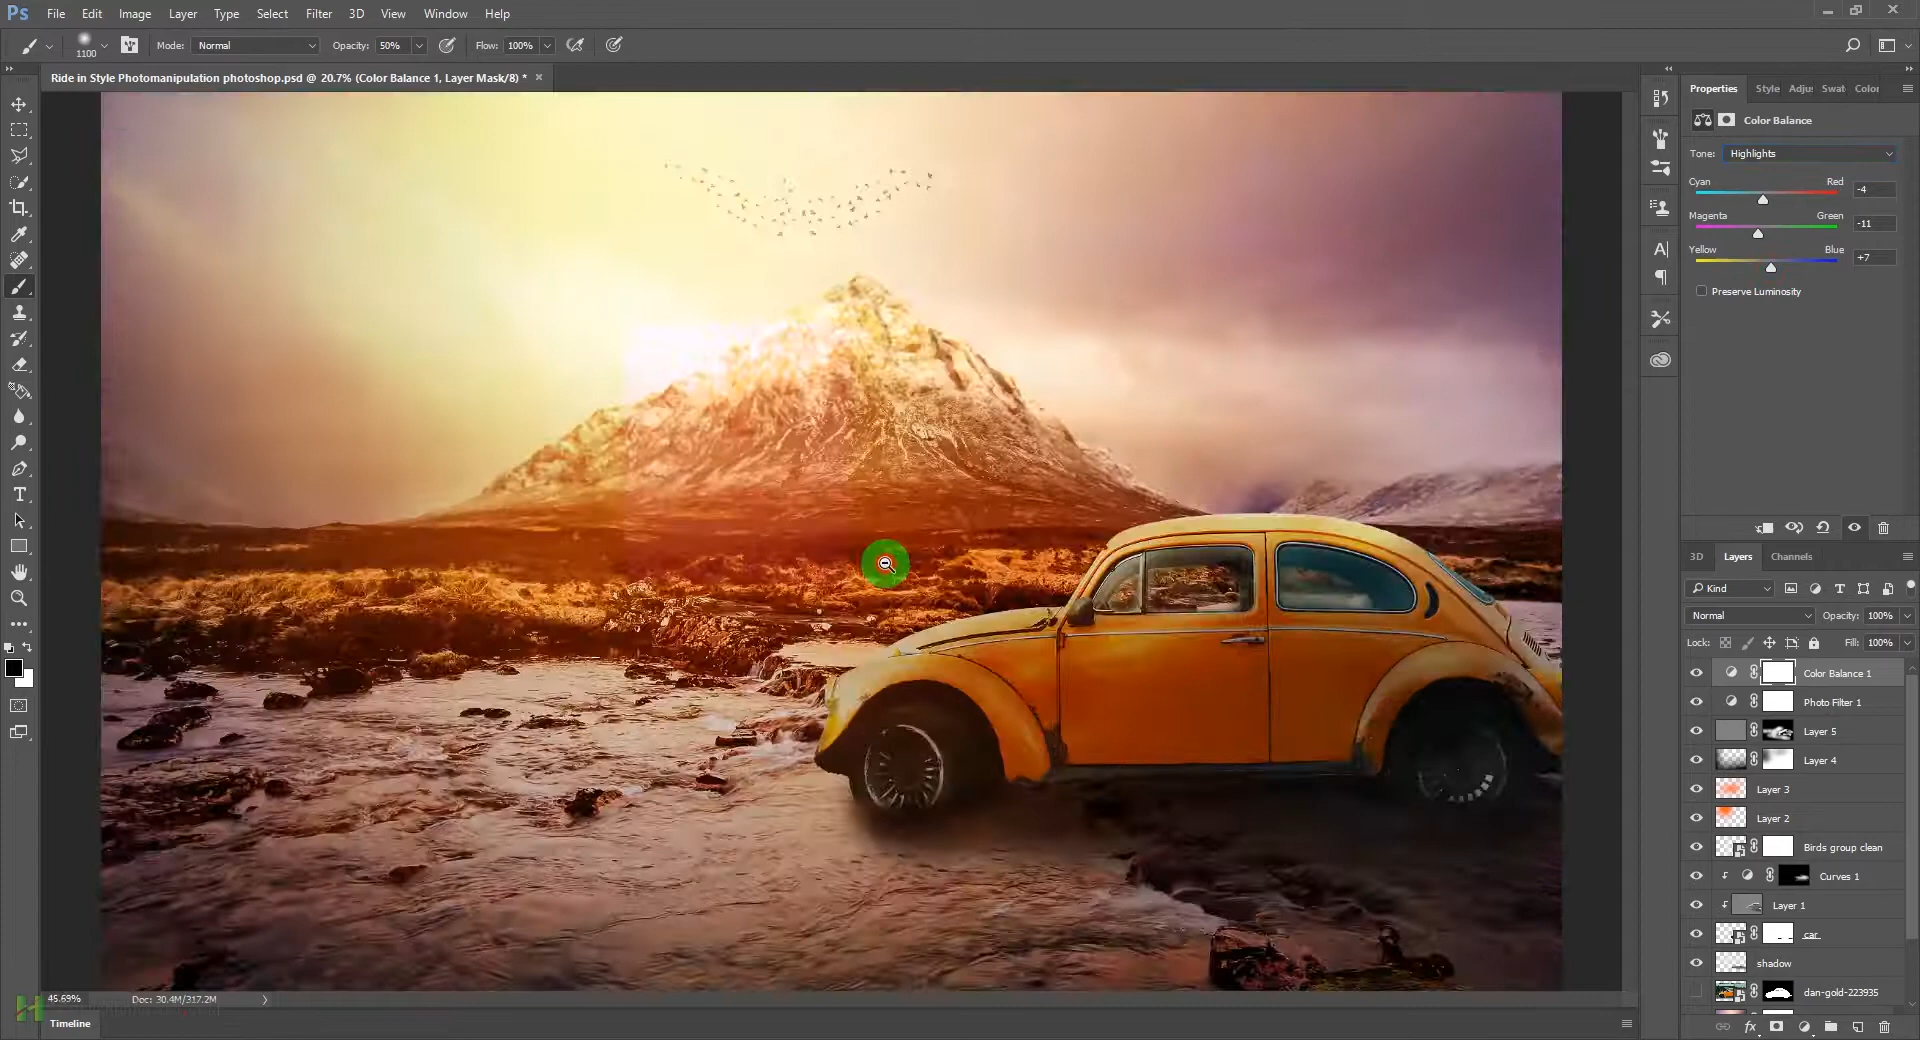 Ps File Edit Image Layer Type Select Filter 3D View Window Help
1100 Mode: Normal Opacity: 50% Flow: 100%
Ride in Style Photomanipulation photoshop.psd @ 20.7% (Color Balance 1, Layer Mask/8) * ×
Properties Style Adju: Swat Color
Color Balance
Tone: Highlights
Cyan Red -4
Magenta Green -11
Yellow Blue +7
Preserve Luminosity
3D Layers Channels
Kind
Normal Opacity: 100%
Lock: Fill: 100%
Color Balance 1
Photo Filter 1
Layer 5
Layer 4
Layer 3
Layer 2
Birds group clean
Curves 1
Layer 1
car
shadow
dan-gold-223935
fx
45.69% Doc: 30.4M/317.2M
Timeline